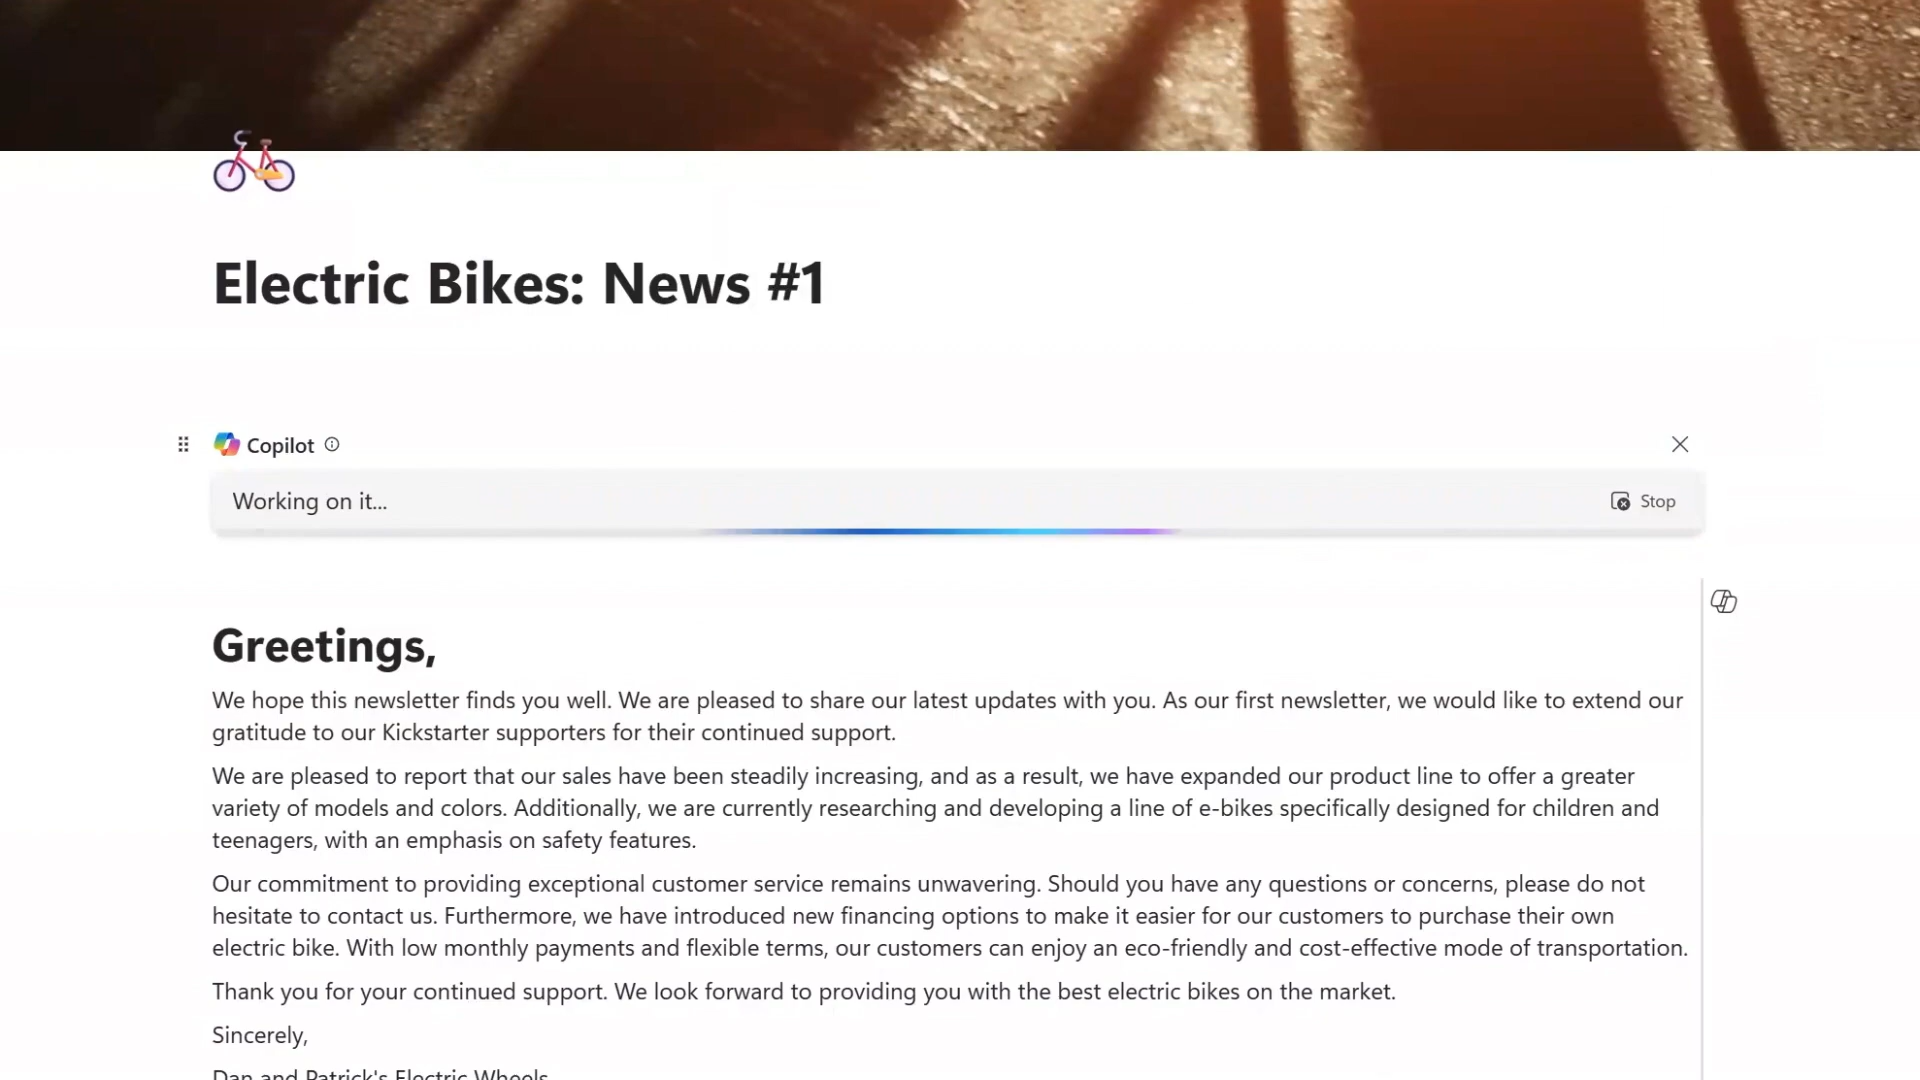 Electric Bikes: News #1
Copilot
Working on it...
Stop
Greetings,
We hope this newsletter finds you well. We are pleased to share our latest updates with you. As our first newsletter, we would like to extend our
gratitude to our Kickstarter supporters for their continued support.
We are pleased to report that our sales have been steadily increasing, and as a result, we have expanded our product line to offer a greater
variety of models and colors. Additionally, we are currently researching and developing a line of e-bikes specifically designed for children and
teenagers, with an emphasis on safety features.
Our commitment to providing exceptional customer service remains unwavering. Should you have any questions or concerns, please do not
hesitate to contact us. Furthermore, we have introduced new financing options to make it easier for our customers to purchase their own
electric bike. With low monthly payments and flexible terms, our customers can enjoy an eco-friendly and cost-effective mode of transportation.
Thank you for your continued support. We look forward to providing you with the best electric bikes on the market.
Sincerely,
Dan and Patrick's Electric Wheels